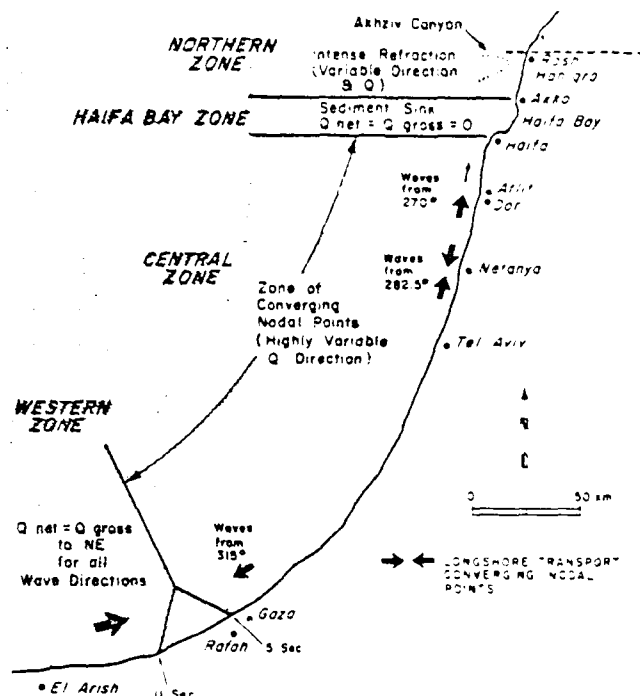 Akhziv Canyon
NORTHERN
ZONE
Intense Refraction
(Variable Direction
& Q)
Rosh
Haniqra
Akko
Haifa Bay
HAIFA BAY ZONE
Sediment Sink
Q net = Q gross = 0
Haifa
Waves
from
270°
Atlit
Dor
CENTRAL
ZONE
Waves
from
282.5°
Netanya
Zone of
Converging
Nodal Points
(Highly Variable
Q Direction)
Tel Aviv
WESTERN
ZONE
0 50 km
Q net = Q gross
to NE
for all
Wave Directions
Waves
from
315°
LONGSHORE TRANSPORT
CONVERGING NODAL
POINTS
Gaza
Rafah
5 Sec
El Arish
Sec